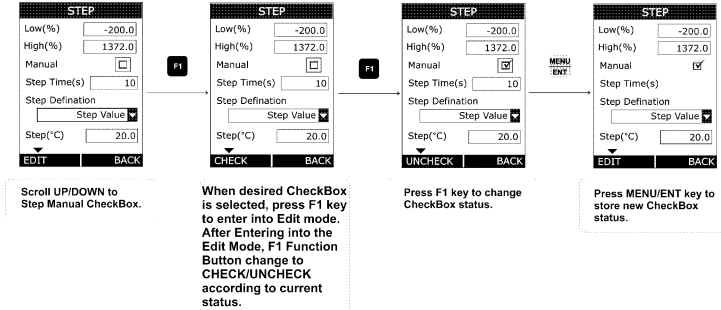 STEP
Low(%) -200.0
High(%) 1372.0
Manual
Step Time(s) 10
Step Defination
Step Value
Step(°C) 20.0
EDIT BACK
Scroll UP/DOWN to
Step Manual CheckBox.
F1
STEP
Low(%) -200.0
High(%) 1372.0
Manual
Step Time(s) 10
Step Defination
Step Value
Step(°C) 20.0
CHECK BACK
When desired CheckBox
is selected, press F1 key
to enter into Edit mode.
After Entering into the
Edit Mode, F1 Function
Button change to
CHECK/UNCHECK
according to current
status.
F1
STEP
Low(%) -200.0
High(%) 1372.0
Manual
Step Time(s) 10
Step Defination
Step Value
Step(°C) 20.0
UNCHECK BACK
Press F1 key to change
CheckBox status.
MENU
ENT
STEP
Low(%) -200.0
High(%) 1372.0
Manual
Step Time(s)
Step Defination
Step Value
Step(°C) 20.0
EDIT BACK
Press MENU/ENT key to
store new CheckBox
status.